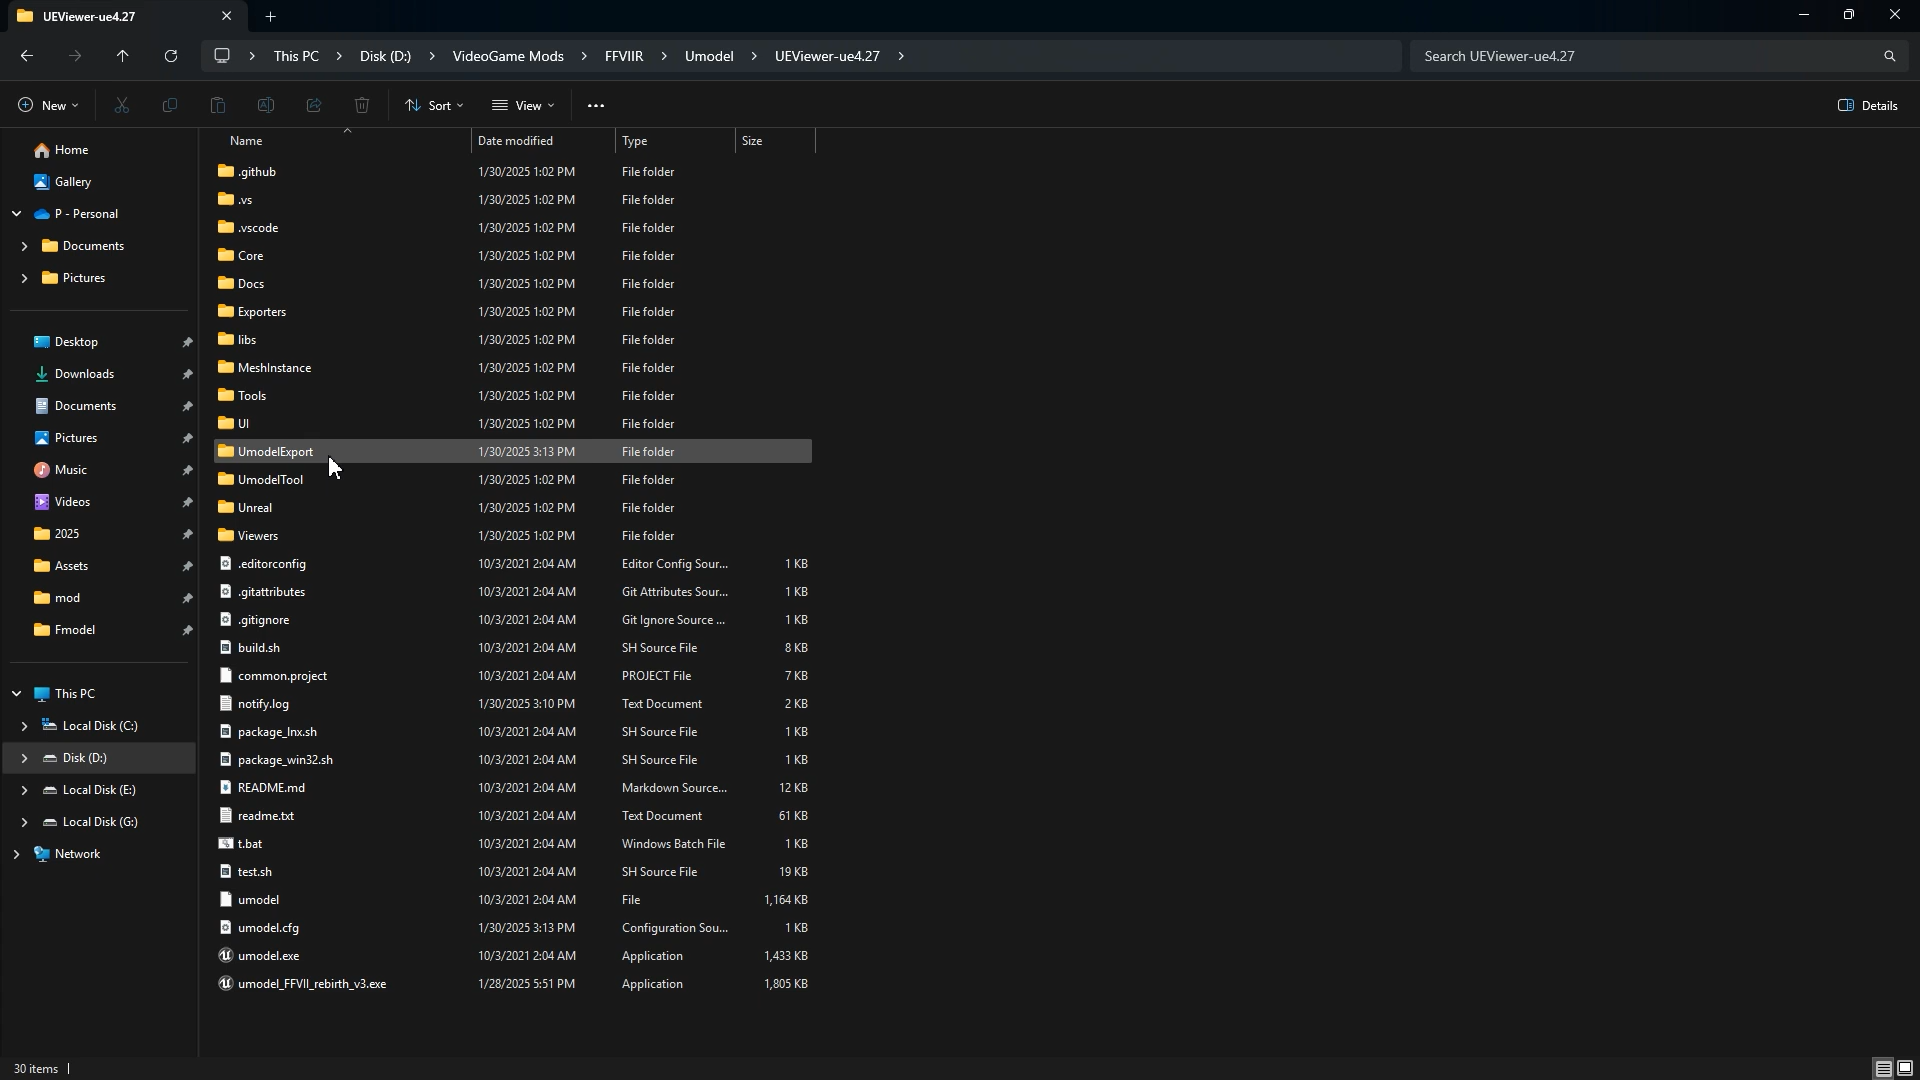 UEViewer-ue4.27
This PC > Disk (D:) > VideoGame Mods > FFVIIR > Umodel > UEViewer-ue4.27 >
Search UEViewer-ue4.27
New Sort View Details
Name Date modified Type Size
Home
Gallery
P - Personal
Documents
Pictures
Desktop
Downloads
Documents
Pictures
Music
Videos
2025
Assets
mod
Fmodel
This PC
Local Disk (C:)
Disk (D:)
Local Disk (E:)
Local Disk (G:)
Network
.github 1/30/2025 1:02 PM File folder
.vs 1/30/2025 1:02 PM File folder
.vscode 1/30/2025 1:02 PM File folder
Core 1/30/2025 1:02 PM File folder
Docs 1/30/2025 1:02 PM File folder
Exporters 1/30/2025 1:02 PM File folder
libs 1/30/2025 1:02 PM File folder
MeshInstance 1/30/2025 1:02 PM File folder
Tools 1/30/2025 1:02 PM File folder
UI 1/30/2025 1:02 PM File folder
UmodelExport 1/30/2025 3:13 PM File folder
UmodelTool 1/30/2025 1:02 PM File folder
Unreal 1/30/2025 1:02 PM File folder
Viewers 1/30/2025 1:02 PM File folder
.editorconfig 10/3/2021 2:04 AM Editor Config Sour... 1 KB
.gitattributes 10/3/2021 2:04 AM Git Attributes Sour... 1 KB
.gitignore 10/3/2021 2:04 AM Git Ignore Source ... 1 KB
build.sh 10/3/2021 2:04 AM SH Source File 8 KB
common.project 10/3/2021 2:04 AM PROJECT File 7 KB
notify.log 1/30/2025 3:10 PM Text Document 2 KB
package_lnx.sh 10/3/2021 2:04 AM SH Source File 1 KB
package_win32.sh 10/3/2021 2:04 AM SH Source File 1 KB
README.md 10/3/2021 2:04 AM Markdown Source... 12 KB
readme.txt 10/3/2021 2:04 AM Text Document 61 KB
t.bat 10/3/2021 2:04 AM Windows Batch File 1 KB
test.sh 10/3/2021 2:04 AM SH Source File 19 KB
umodel 10/3/2021 2:04 AM File 1,164 KB
umodel.cfg 1/30/2025 3:13 PM Configuration Sou... 1 KB
umodel.exe 10/3/2021 2:04 AM Application 1,433 KB
umodel_FFVII_rebirth_v3.exe 1/28/2025 5:51 PM Application 1,805 KB
30 items